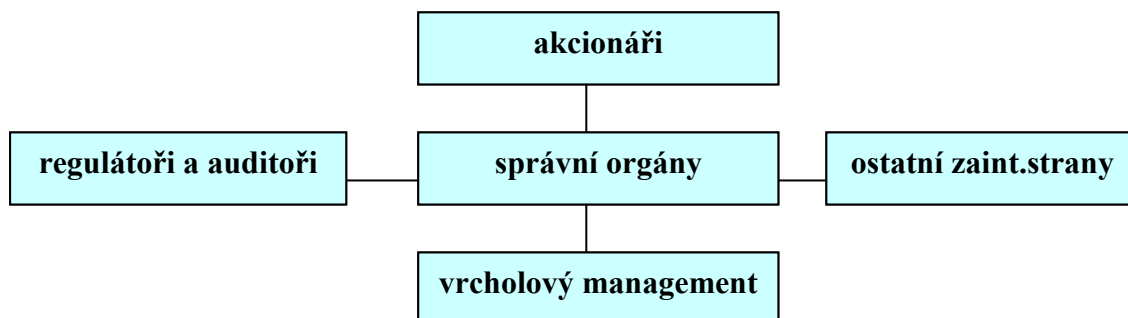 akcionáři
regulátoři a auditoři
správní orgány
ostatní zaint.strany
vrcholový management